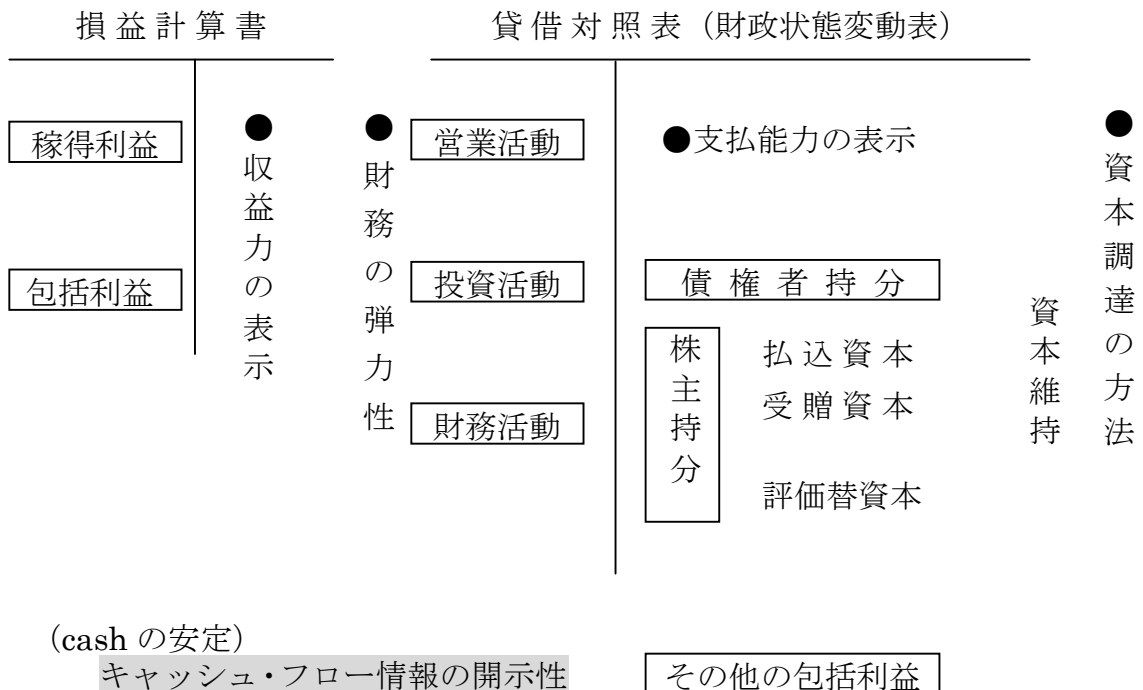 損益計算書
貸借対照表（財政状態変動表）
稼得利益
包括利益
●収益力の表示
●財務の弾力性
営業活動
投資活動
財務活動
●支払能力の表示
債権者持分
株主持分
払込資本
受贈資本
評価替資本
資本維持
●資本調達の方法
（cash の安定）
キャッシュ・フロー情報の開示性
その他の包括利益